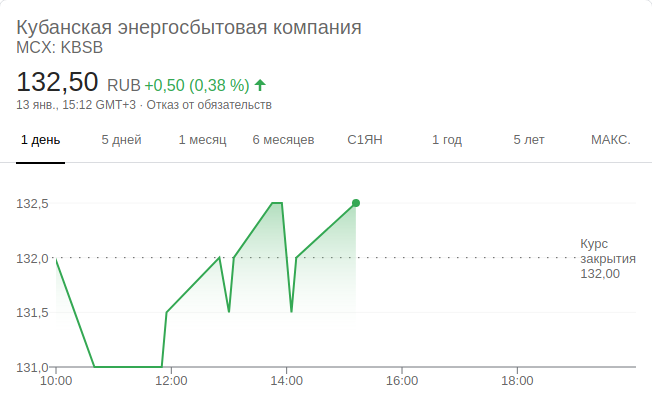 Кубанская энергосбытовая компания
MCX: KBSB
132,50 RUB +0,50 (0,38 %)
13 янв., 15:12 GMT+3 · Отказ от обязательств
1 день 5 дней 1 месяц 6 месяцев С1ЯН 1 год 5 лет МАКС.
132,5
132,0
131,5
131,0
Курс
закрытия
132,00
10:00 12:00 14:00 16:00 18:00